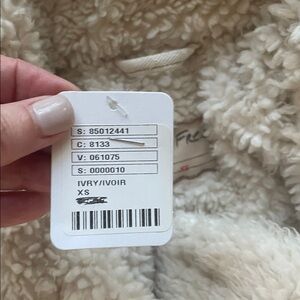 S: 85012441
C: 8133
V: 061075
S: 0000010
IVRY/IVOIR
XS